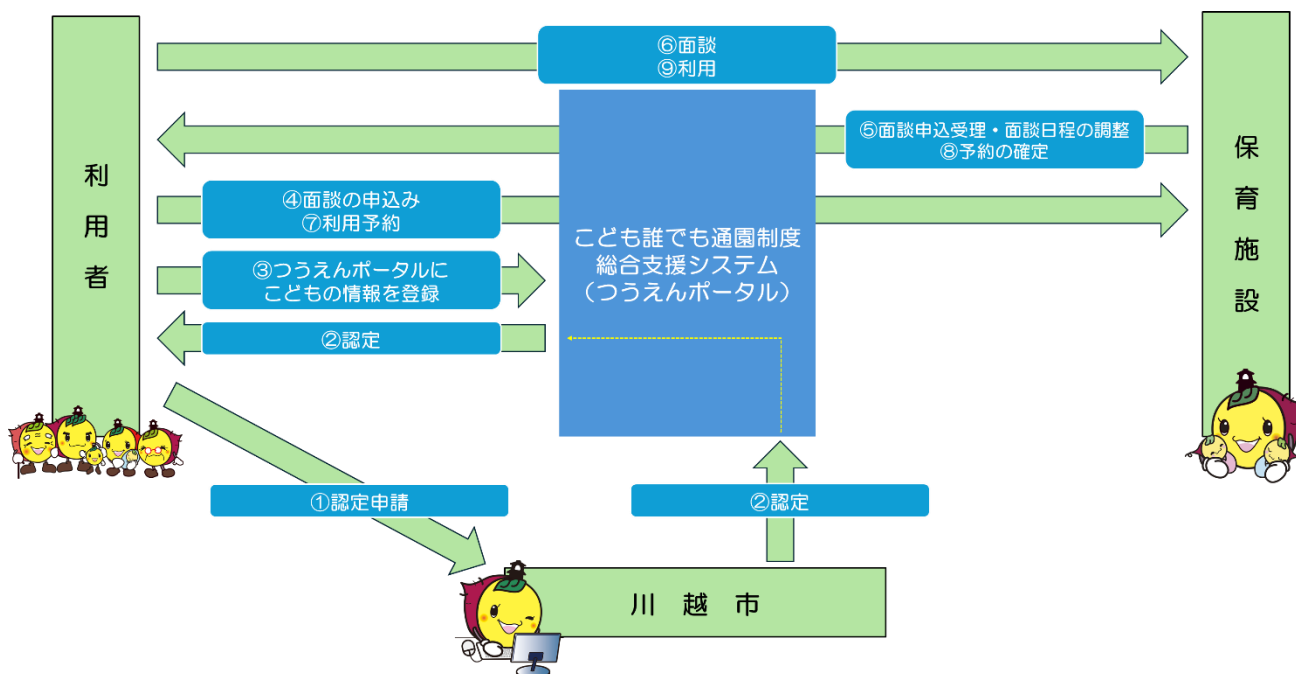 ⑥面談
⑨利用
⑤面談申込受理・面談日程の調整
⑧予約の確定
利用者
保育施設
④面談の申込み
⑦利用予約
こども誰でも通園制度
総合支援システム
(つうえんポータル)
③つうえんポータルに
こどもの情報を登録
②認定
①認定申請
②認定
川越市